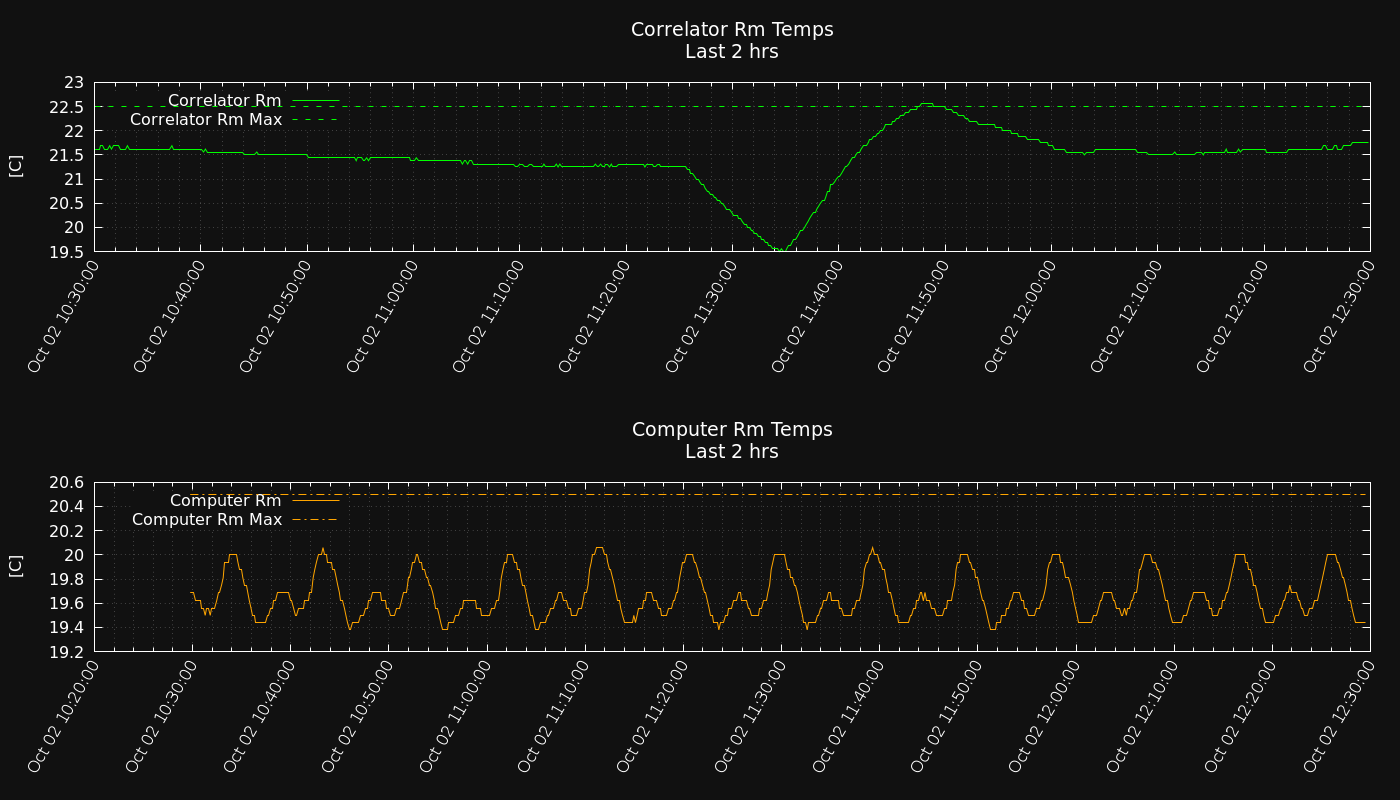 Correlator Rm Temps
Last 2 hrs
23
22.5
22
21.5
21
20.5
20
19.5
[C]
Correlator Rm
Correlator Rm Max
Oct 02 10:30:00
Oct 02 10:40:00
Oct 02 10:50:00
Oct 02 11:00:00
Oct 02 11:10:00
Oct 02 11:20:00
Oct 02 11:30:00
Oct 02 11:40:00
Oct 02 11:50:00
Oct 02 12:00:00
Oct 02 12:10:00
Oct 02 12:20:00
Oct 02 12:30:00
Computer Rm Temps
Last 2 hrs
20.6
20.4
20.2
20
19.8
19.6
19.4
19.2
[C]
Computer Rm
Computer Rm Max
Oct 02 10:20:00
Oct 02 10:30:00
Oct 02 10:40:00
Oct 02 10:50:00
Oct 02 11:00:00
Oct 02 11:10:00
Oct 02 11:20:00
Oct 02 11:30:00
Oct 02 11:40:00
Oct 02 11:50:00
Oct 02 12:00:00
Oct 02 12:10:00
Oct 02 12:20:00
Oct 02 12:30:00